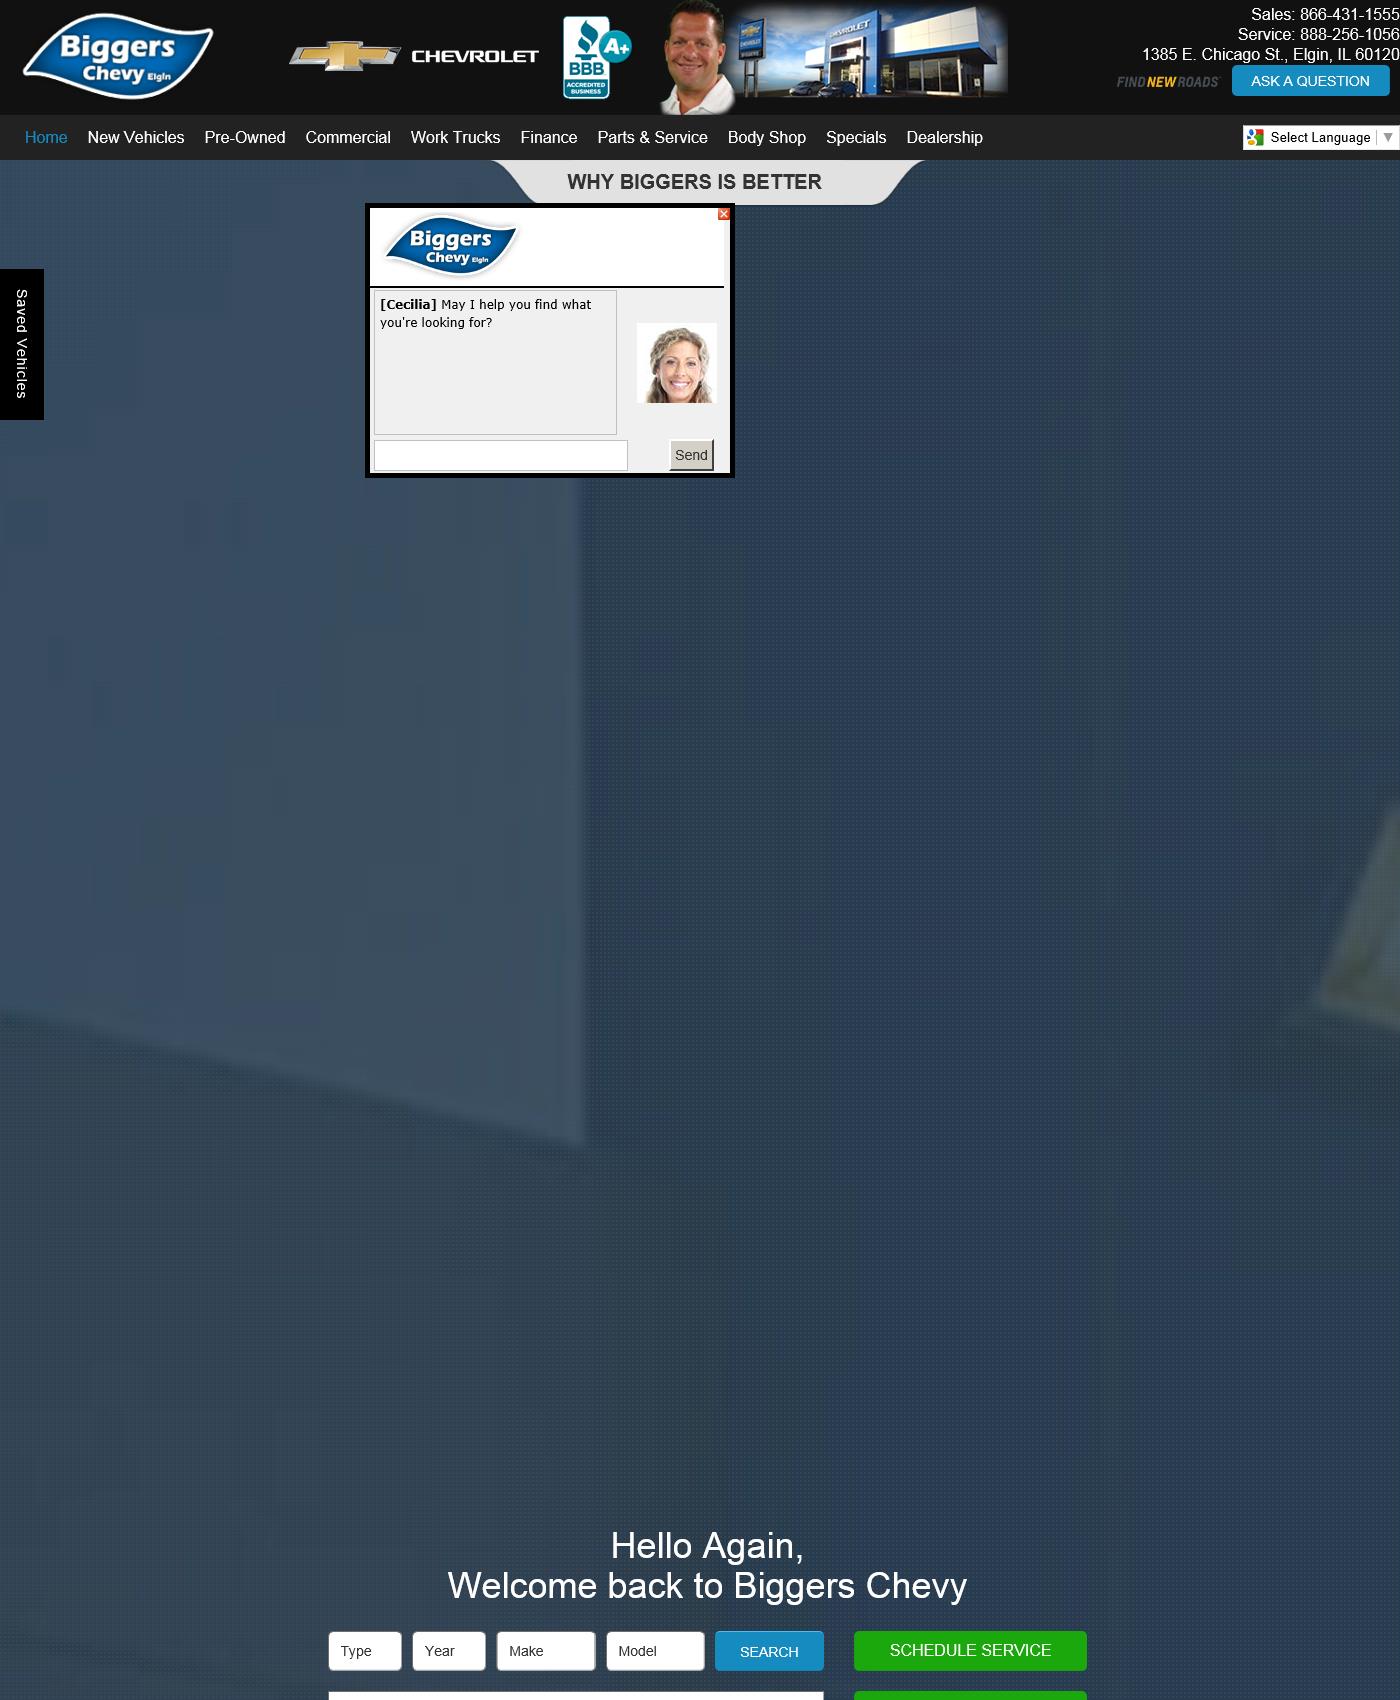 Biggers
Chevy Elgin
CHEVROLET
A+
BBB
ACCREDITED
BUSINESS
CHEVROLET
Sales: 866-431-1555
Service: 888-256-1056
1385 E. Chicago St., Elgin, IL 60120
FIND NEW ROADS
ASK A QUESTION
Home New Vehicles Pre-Owned Commercial Work Trucks Finance Parts & Service Body Shop Specials Dealership
Select Language ▼
WHY BIGGERS IS BETTER
Biggers
Chevy Elgin
Saved Vehicles
[Cecilia] May I help you find what
you're looking for?
Send
Hello Again,
Welcome back to Biggers Chevy
Type Year Make Model SEARCH SCHEDULE SERVICE